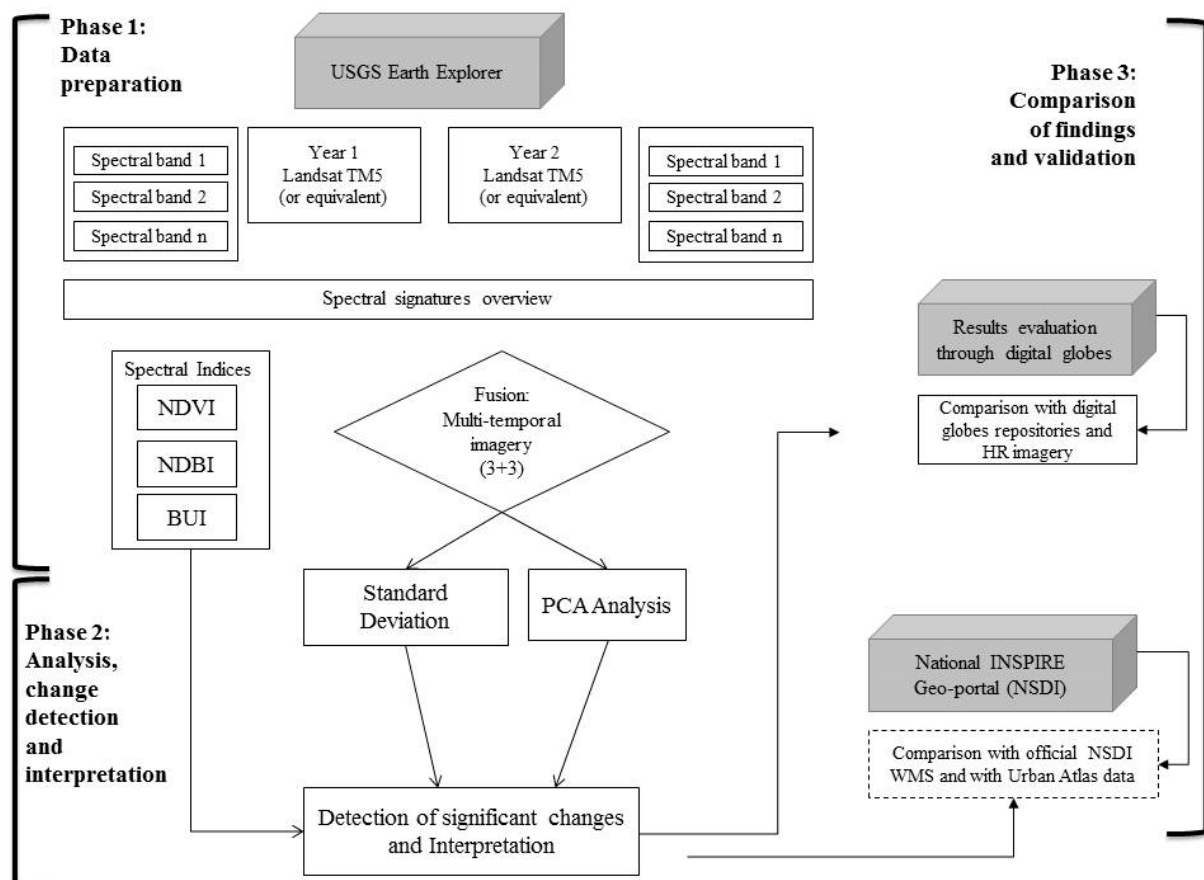 Phase 1:
Data
preparation
USGS Earth Explorer
Spectral band 1
Spectral band 2
Spectral band n
Year 1
Landsat TM5
(or equivalent)
Year 2
Landsat TM5
(or equivalent)
Spectral band 1
Spectral band 2
Spectral band n
Spectral signatures overview
Spectral Indices
NDVI
NDBI
BUI
Fusion:
Multi-temporal
imagery
(3+3)
Phase 2:
Analysis,
change
detection
and
interpretation
Standard
Deviation
PCA Analysis
Detection of significant changes
and Interpretation
Phase 3:
Comparison
of findings
and validation
Results evaluation
through digital globes
Comparison with digital
globes repositories and
HR imagery
National INSPIRE
Geo-portal (NSDI)
Comparison with official NSDI
WMS and with Urban Atlas data